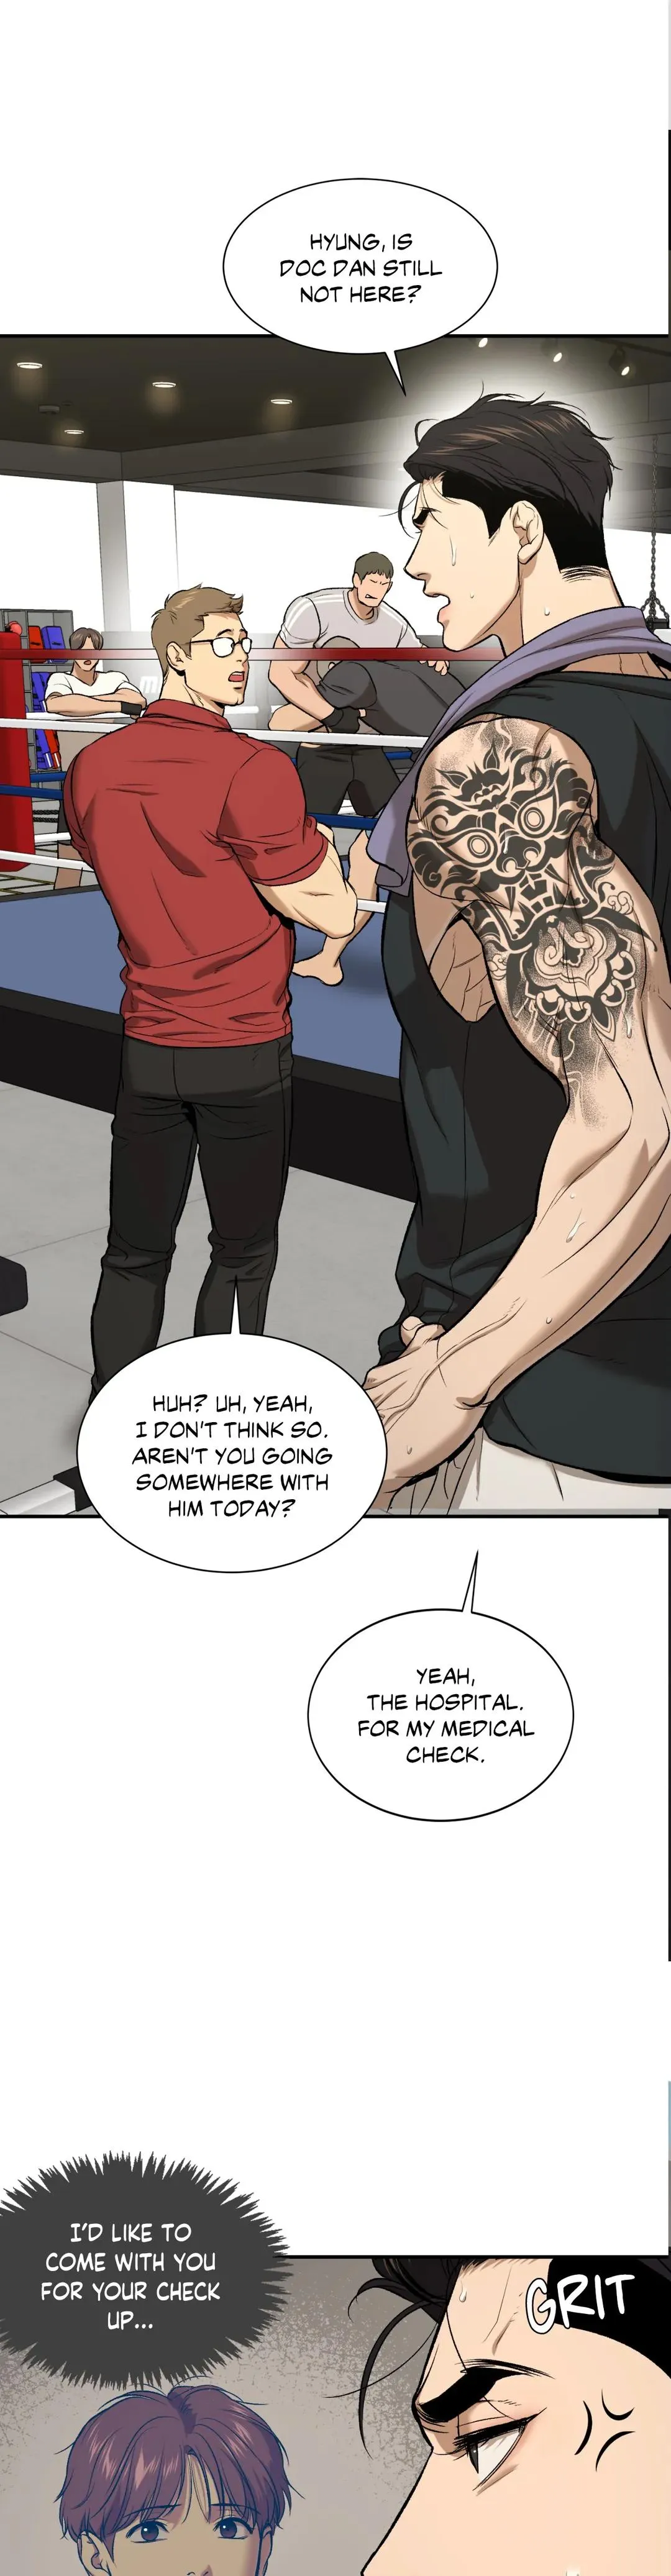 HYUNG, IS
DOC DAN STILL
NOT HERE?
HUH? UH, YEAH,
I DON'T THINK SO.
AREN'T YOU GOING
SOMEWHERE WITH
HIM TODAY?
YEAH,
THE HOSPITAL.
FOR MY MEDICAL
CHECK.
I'D LIKE TO
COME WITH YOU
FOR YOUR CHECK
UP...
GRIT